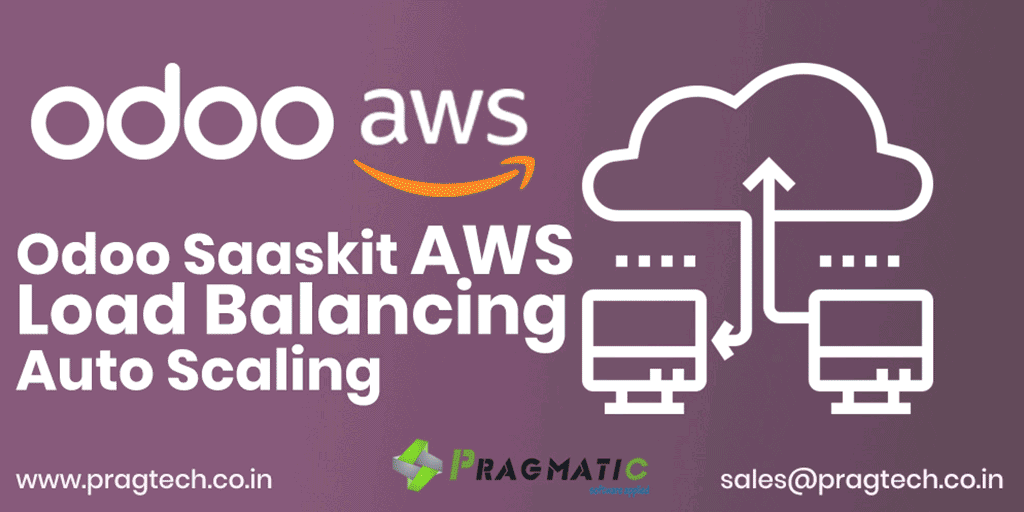 odoo aws
Odoo Saaskit AWS
Load Balancing
Auto Scaling
www.pragtech.co.in
PRAGMATIC
sales@pragtech.co.in